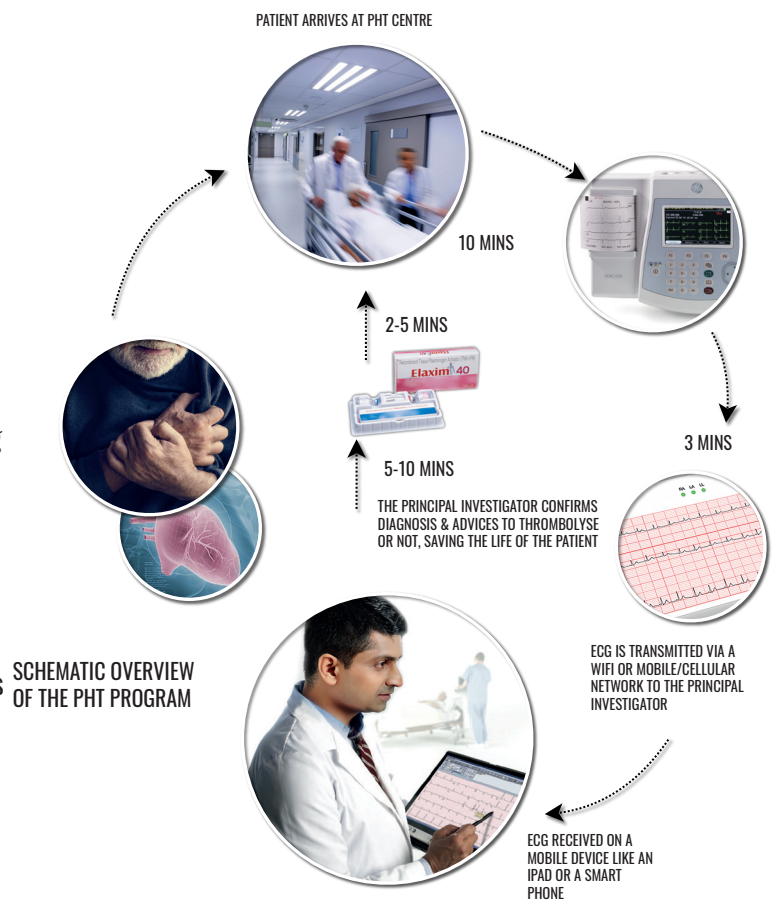 PATIENT ARRIVES AT PHT CENTRE
10 MINS
2-5 MINS
Elaxim 40
3 MINS
5-10 MINS
RA LA LL
THE PRINCIPAL INVESTIGATOR CONFIRMS
DIAGNOSIS & ADVICES TO THROMBOLYSE
OR NOT, SAVING THE LIFE OF THE PATIENT
ECG IS TRANSMITTED VIA A
WIFI OR MOBILE/CELLULAR
NETWORK TO THE PRINCIPAL
INVESTIGATOR
SCHEMATIC OVERVIEW
OF THE PHT PROGRAM
ECG RECEIVED ON A
MOBILE DEVICE LIKE AN
IPAD OR A SMART
PHONE